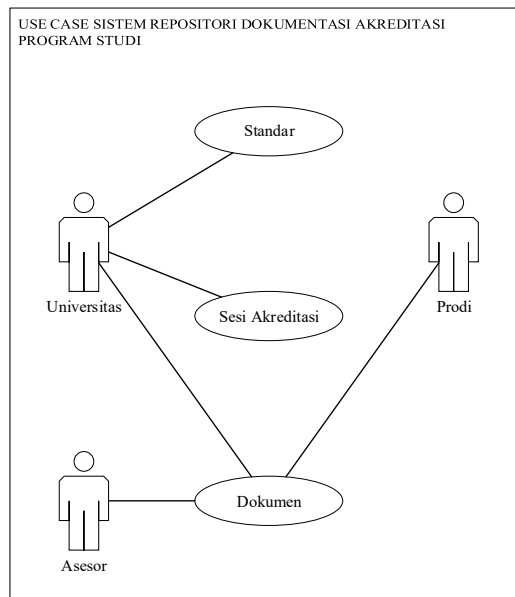 USE CASE SISTEM REPOSITORI DOKUMENTASI AKREDITASI
PROGRAM STUDI
Standar
Universitas
Prodi
Sesi Akreditasi
Dokumen
Asesor